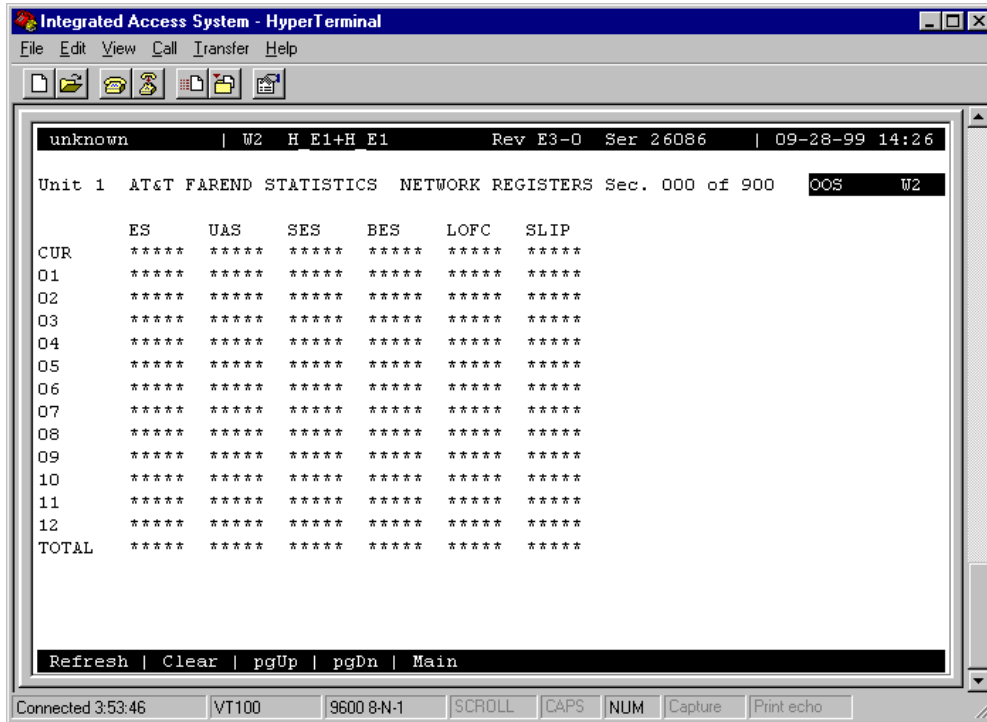 Integrated Access System - HyperTerminal
File Edit View Call Transfer Help
unknown | W2 H_E1+H_E1 Rev E3-0 Ser 26086 | 09-28-99 14:26
Unit 1 AT&T FAREND STATISTICS NETWORK REGISTERS Sec. 000 of 900 OOS W2
ES UAS SES BES LOFC SLIP
CUR ***** ***** ***** ***** ***** *****
01 ***** ***** ***** ***** ***** *****
02 ***** ***** ***** ***** ***** *****
03 ***** ***** ***** ***** ***** *****
04 ***** ***** ***** ***** ***** *****
05 ***** ***** ***** ***** ***** *****
06 ***** ***** ***** ***** ***** *****
07 ***** ***** ***** ***** ***** *****
08 ***** ***** ***** ***** ***** *****
09 ***** ***** ***** ***** ***** *****
10 ***** ***** ***** ***** ***** *****
11 ***** ***** ***** ***** ***** *****
12 ***** ***** ***** ***** ***** *****
TOTAL ***** ***** ***** ***** ***** *****
Refresh | Clear | pgUp | pgDn | Main
Connected 3:53:46 VT100 9600 8-N-1 SCROLL CAPS NUM Capture Print echo